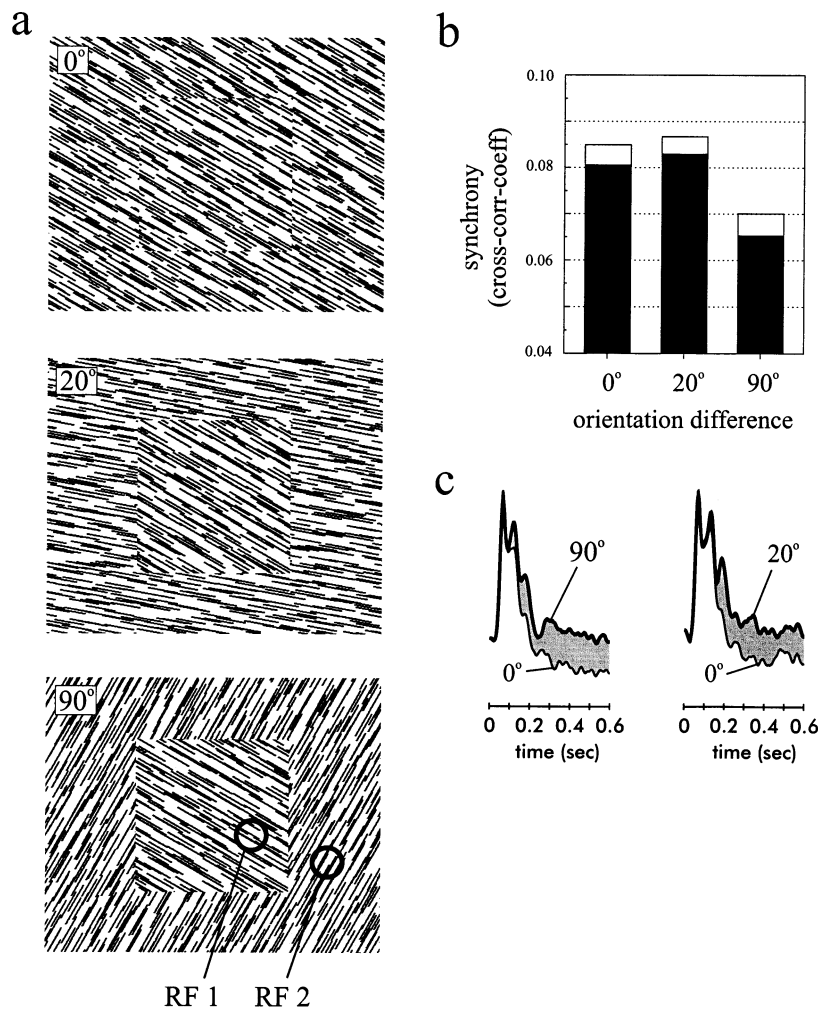 a
0°
20°
90°
RF 1 RF 2
b
0.10
0.08
0.06
0.04
synchrony
(cross-corr-coeff)
0° 20° 90°
orientation difference
c
90°
0°
0 0.2 0.4 0.6
time (sec)
20°
0°
0 0.2 0.4 0.6
time (sec)